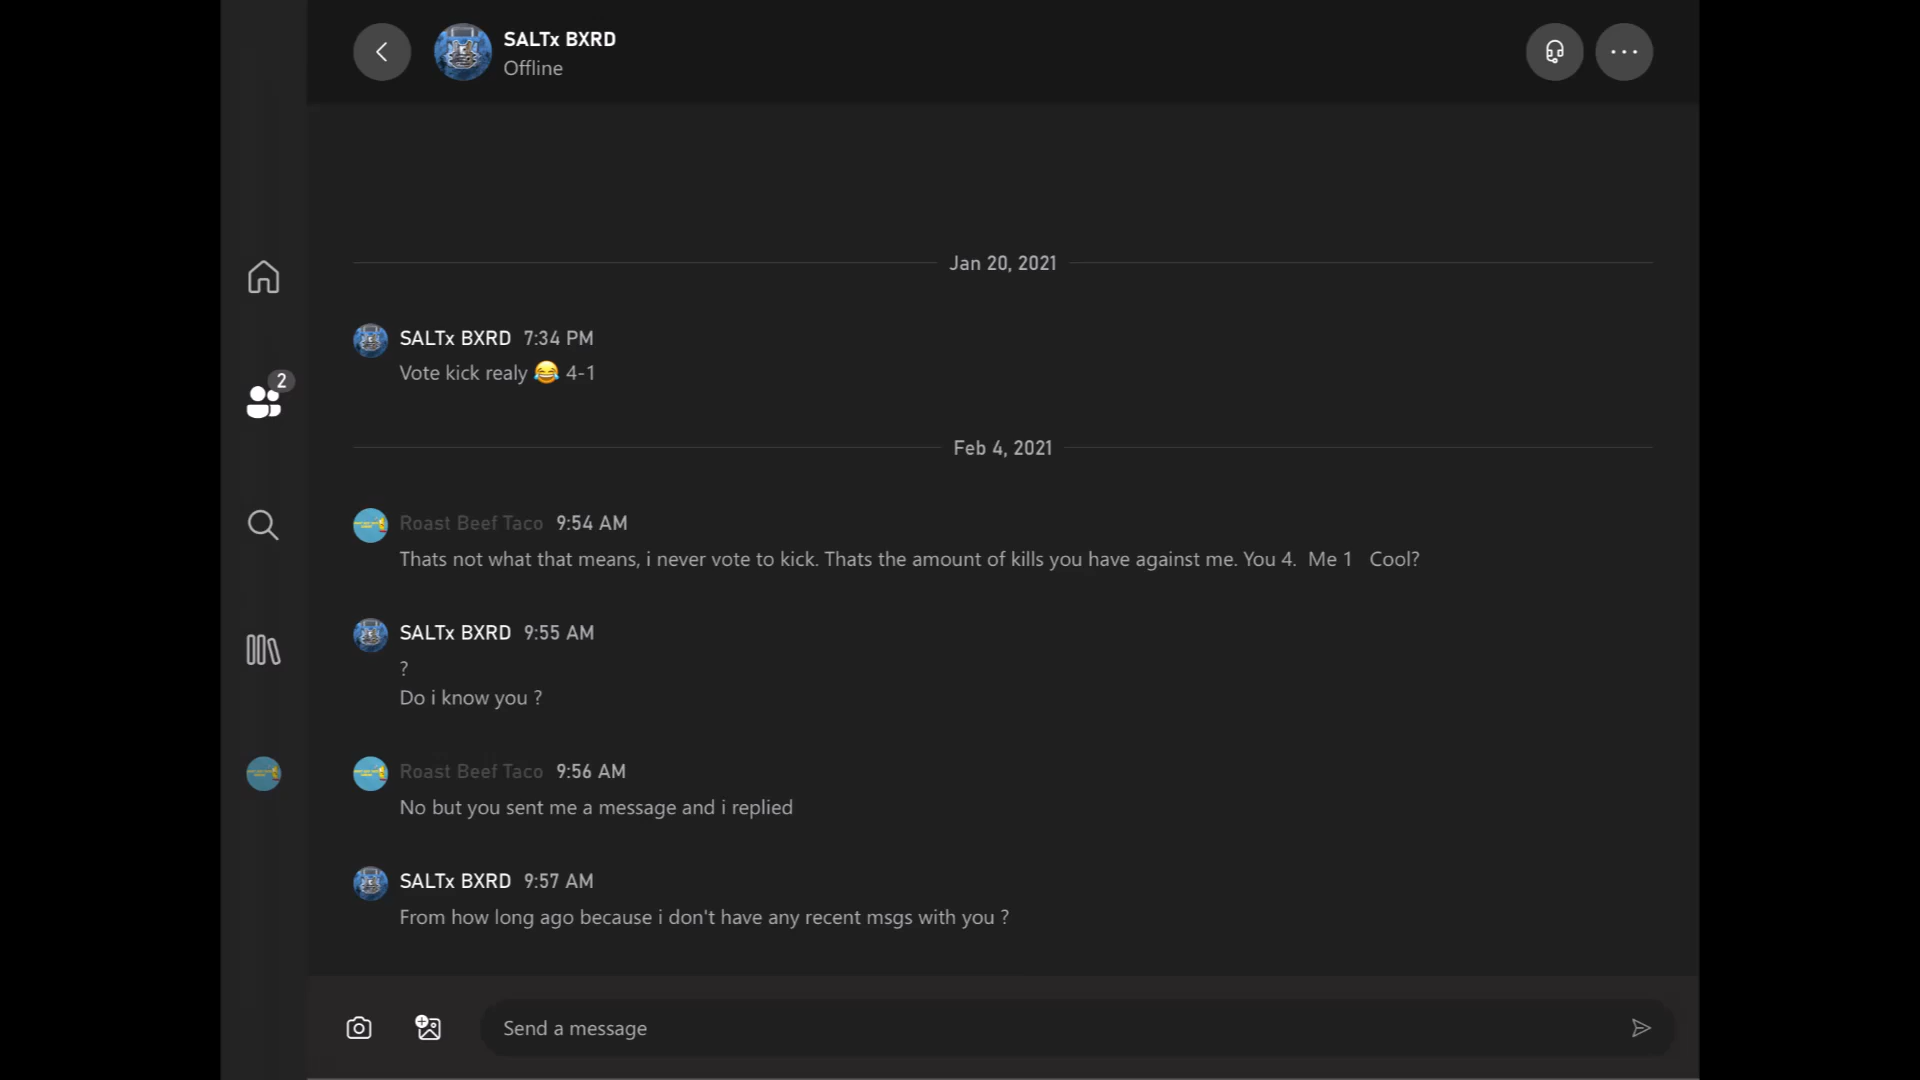 SALTx BXRD
Offline
Jan 20, 2021
SALTx BXRD 7:34 PM
Vote kick realy 😂 4-1
2
Feb 4, 2021
Roast Beef Taco 9:54 AM
Thats not what that means, i never vote to kick. Thats the amount of kills you have against me. You 4. Me 1 Cool?
SALTx BXRD 9:55 AM
?
Do i know you ?
Roast Beef Taco 9:56 AM
No but you sent me a message and i replied
SALTx BXRD 9:57 AM
From how long ago because i don't have any recent msgs with you ?
Send a message